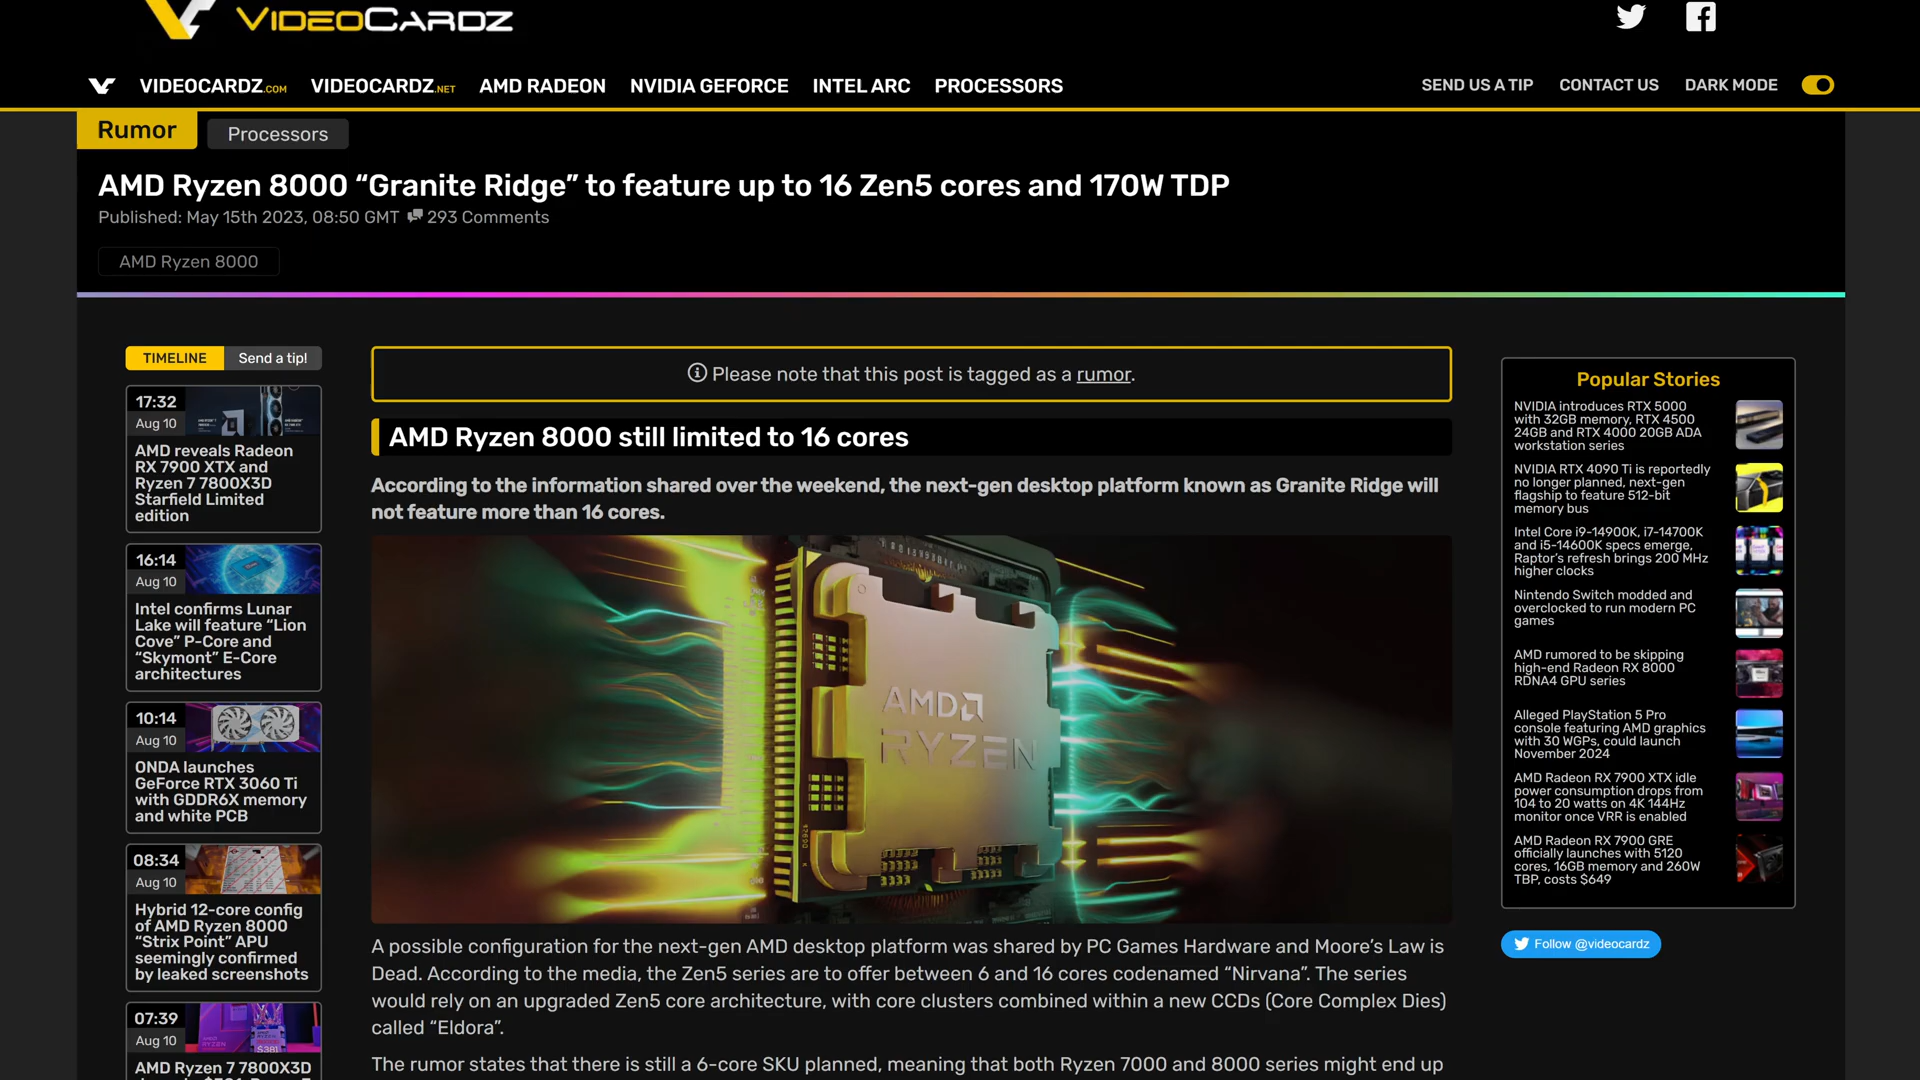 VIDEOCARDZ
VIDEOCARDZ.COM VIDEOCARDZ.NET AMD RADEON NVIDIA GEFORCE INTEL ARC PROCESSORS SEND US A TIP CONTACT US DARK MODE
Rumor Processors
AMD Ryzen 8000 “Granite Ridge” to feature up to 16 Zen5 cores and 170W TDP
Published: May 15th 2023, 08:50 GMT 293 Comments
AMD Ryzen 8000
TIMELINE Send a tip!
17:32
Aug 10
AMD reveals Radeon
RX 7900 XTX and
Ryzen 7 7800X3D
Starfield Limited
edition
16:14
Aug 10
Intel confirms Lunar
Lake will feature “Lion
Cove” P-Core and
“Skymont” E-Core
architectures
10:14
Aug 10
ONDA launches
GeForce RTX 3060 Ti
with GDDR6X memory
and white PCB
08:34
Aug 10
Hybrid 12-core config
of AMD Ryzen 8000
“Strix Point” APU
seemingly confirmed
by leaked screenshots
07:39
Aug 10
AMD RYZEN
$381
AMD Ryzen 7 7800X3D
Please note that this post is tagged as a rumor.
AMD Ryzen 8000 still limited to 16 cores
According to the information shared over the weekend, the next-gen desktop platform known as Granite Ridge will
not feature more than 16 cores.
AMD
RYZEN
A possible configuration for the next-gen AMD desktop platform was shared by PC Games Hardware and Moore’s Law is
Dead. According to the media, the Zen5 series are to offer between 6 and 16 cores codenamed “Nirvana”. The series
would rely on an upgraded Zen5 core architecture, with core clusters combined within a new CCDs (Core Complex Dies)
called “Eldora”.
The rumor states that there is still a 6-core SKU planned, meaning that both Ryzen 7000 and 8000 series might end up
Popular Stories
NVIDIA introduces RTX 5000
with 32GB memory, RTX 4500
24GB and RTX 4000 20GB ADA
workstation series
NVIDIA RTX 4090 Ti is reportedly
no longer planned, next-gen
flagship to feature 512-bit
memory bus
Intel Core i9-14900K, i7-14700K
and i5-14600K specs emerge,
Raptor’s refresh brings 200 MHz
higher clocks
Nintendo Switch modded and
overclocked to run modern PC
games
AMD rumored to be skipping
high-end Radeon RX 8000
RDNA4 GPU series
Alleged PlayStation 5 Pro
console featuring AMD graphics
with 30 WGPs, could launch
November 2024
AMD Radeon RX 7900 XTX idle
power consumption drops from
104 to 20 watts on 4K 144Hz
monitor once VRR is enabled
AMD Radeon RX 7900 GRE
officially launches with 5120
cores, 16GB memory and 260W
TBP, costs $649
Follow @videocardz